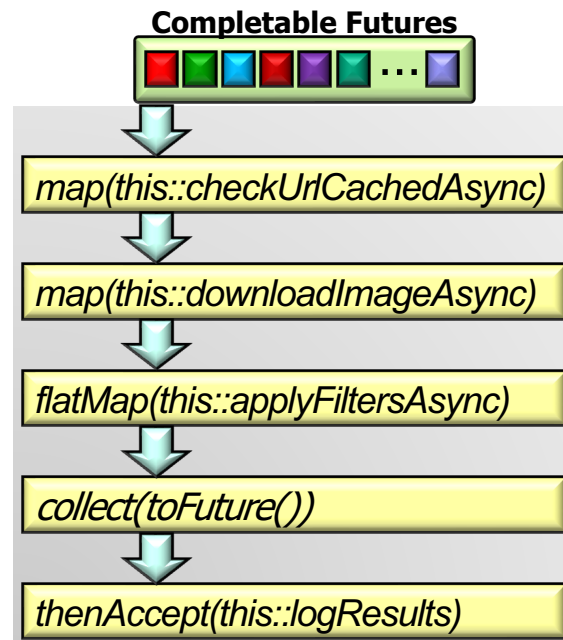 Completable Futures
...
map(this::checkUrlCachedAsync)
map(this::downloadImageAsync)
flatMap(this::applyFiltersAsync)
collect(toFuture())
thenAccept(this::logResults)